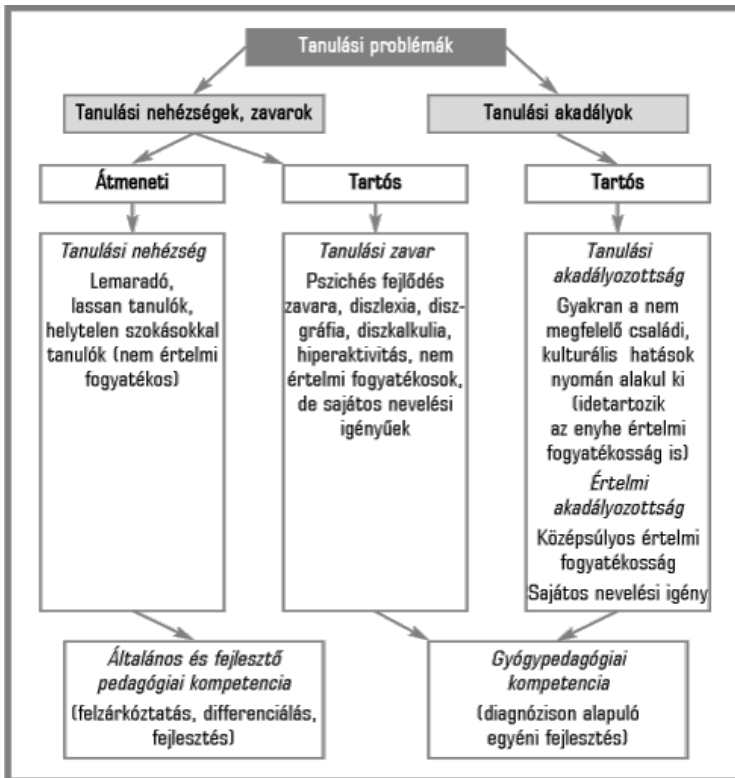 Tanulási problémák
Tanulási nehézségek, zavarok
Tanulási akadályok
Átmeneti
Tartós
Tartós
Tanulási nehézség
Lemaradó,
lassan tanulók,
helytelen szokásokkal
tanulók (nem értelmi
fogyatékos)
Tanulási zavar
Pszichés fejlődés
zavara, diszlexia, disz-
gráfia, diszkalkulia,
hiperaktivitás, nem
értelmi fogyatékosok,
de sajátos nevelési
igényűek
Tanulási
akadályozottság
Gyakran a nem
megfelelő családi,
kulturális hatások
nyomán alakul ki
(idetartozik
az enyhe értelmi
fogyatékosság is)
Értelmi
akadályozottság
Középsúlyos értelmi
fogyatékosság
Sajátos nevelési igény
Általános és fejlesztő
pedagógiai kompetencia
(felzárkóztatás, differenciálás,
fejlesztés)
Gyógypedagógiai
kompetencia
(diagnózison alapuló
egyéni fejlesztés)